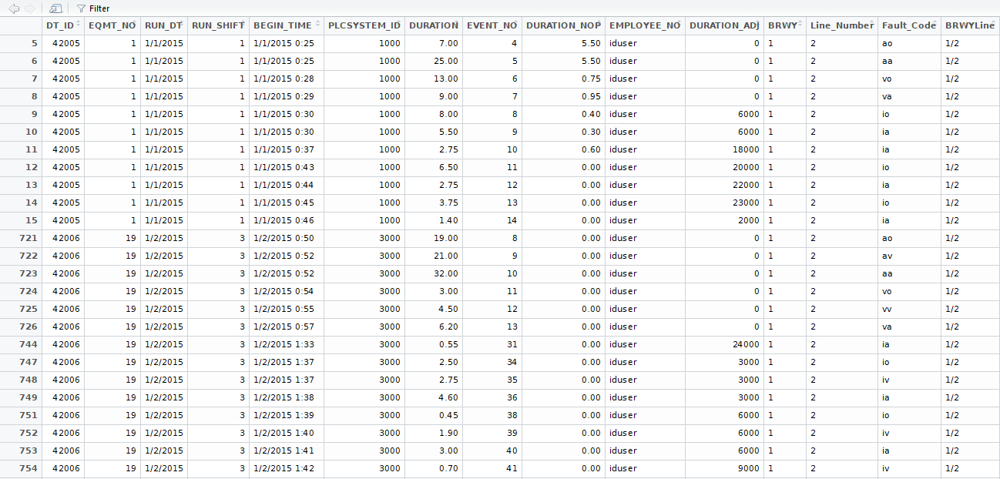 Filter
DT_ID EQMT_NO RUN_DT RUN_SHIFT BEGIN_TIME PLCSYSTEM_ID DURATION EVENT_NO DURATION_NOP EMPLOYEE_NO DURATION_ADJ BRWY Line_Number Fault_Code BRWYLine
5 42005 1 1/1/2015 1 1/1/2015 0:25 1000 7.00 4 5.50 iduser 0 1 2 ao 1/2
6 42005 1 1/1/2015 1 1/1/2015 0:25 1000 25.00 5 5.50 iduser 0 1 2 aa 1/2
7 42005 1 1/1/2015 1 1/1/2015 0:28 1000 13.00 6 0.75 iduser 0 1 2 vo 1/2
8 42005 1 1/1/2015 1 1/1/2015 0:29 1000 9.00 7 0.95 iduser 0 1 2 va 1/2
9 42005 1 1/1/2015 1 1/1/2015 0:30 1000 8.00 8 0.40 iduser 6000 1 2 io 1/2
10 42005 1 1/1/2015 1 1/1/2015 0:30 1000 5.50 9 0.30 iduser 6000 1 2 ia 1/2
11 42005 1 1/1/2015 1 1/1/2015 0:37 1000 2.75 10 0.60 iduser 18000 1 2 ia 1/2
12 42005 1 1/1/2015 1 1/1/2015 0:43 1000 6.50 11 0.00 iduser 20000 1 2 io 1/2
13 42005 1 1/1/2015 1 1/1/2015 0:44 1000 2.75 12 0.00 iduser 22000 1 2 ia 1/2
14 42005 1 1/1/2015 1 1/1/2015 0:45 1000 3.75 13 0.00 iduser 23000 1 2 io 1/2
15 42005 1 1/1/2015 1 1/1/2015 0:46 1000 1.40 14 0.00 iduser 2000 1 2 ia 1/2
721 42006 19 1/2/2015 3 1/2/2015 0:50 3000 19.00 8 0.00 iduser 0 1 2 ao 1/2
722 42006 19 1/2/2015 3 1/2/2015 0:52 3000 21.00 9 0.00 iduser 0 1 2 av 1/2
723 42006 19 1/2/2015 3 1/2/2015 0:52 3000 32.00 10 0.00 iduser 0 1 2 aa 1/2
724 42006 19 1/2/2015 3 1/2/2015 0:54 3000 3.00 11 0.00 iduser 0 1 2 vo 1/2
725 42006 19 1/2/2015 3 1/2/2015 0:55 3000 4.50 12 0.00 iduser 0 1 2 vv 1/2
726 42006 19 1/2/2015 3 1/2/2015 0:57 3000 6.20 13 0.00 iduser 0 1 2 va 1/2
744 42006 19 1/2/2015 3 1/2/2015 1:33 3000 0.55 31 0.00 iduser 24000 1 2 ia 1/2
747 42006 19 1/2/2015 3 1/2/2015 1:37 3000 2.50 34 0.00 iduser 3000 1 2 io 1/2
748 42006 19 1/2/2015 3 1/2/2015 1:37 3000 2.75 35 0.00 iduser 3000 1 2 iv 1/2
749 42006 19 1/2/2015 3 1/2/2015 1:38 3000 4.60 36 0.00 iduser 3000 1 2 ia 1/2
751 42006 19 1/2/2015 3 1/2/2015 1:39 3000 0.45 38 0.00 iduser 6000 1 2 io 1/2
752 42006 19 1/2/2015 3 1/2/2015 1:40 3000 1.90 39 0.00 iduser 6000 1 2 iv 1/2
753 42006 19 1/2/2015 3 1/2/2015 1:41 3000 3.00 40 0.00 iduser 6000 1 2 ia 1/2
754 42006 19 1/2/2015 3 1/2/2015 1:42 3000 0.70 41 0.00 iduser 9000 1 2 iv 1/2